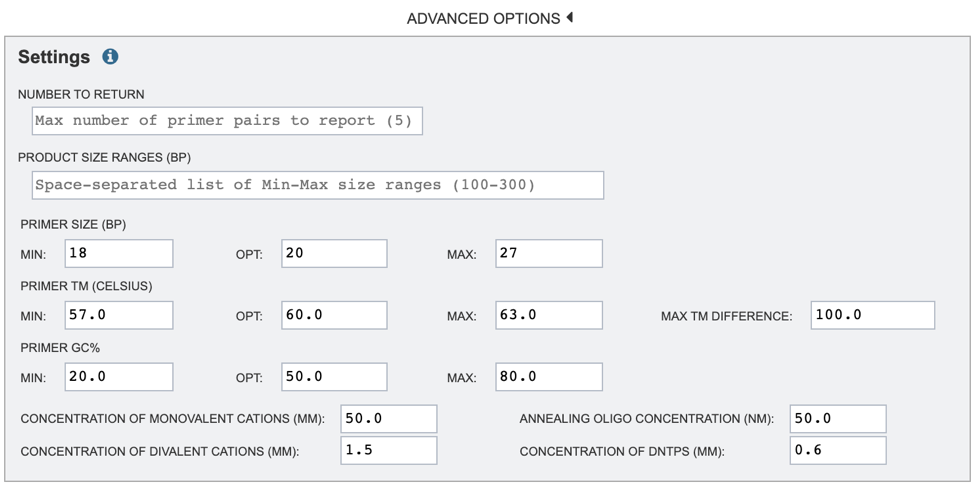 ADVANCED OPTIONS
Settings
NUMBER TO RETURN
Max number of primer pairs to report (5)
PRODUCT SIZE RANGES (BP)
Space-separated list of Min-Max size ranges (100-300)
PRIMER SIZE (BP)
MIN: 18 OPT: 20 MAX: 27
PRIMER TM (CELSIUS)
MIN: 57.0 OPT: 60.0 MAX: 63.0 MAX TM DIFFERENCE: 100.0
PRIMER GC%
MIN: 20.0 OPT: 50.0 MAX: 80.0
CONCENTRATION OF MONOVALENT CATIONS (MM): 50.0 ANNEALING OLIGO CONCENTRATION (NM): 50.0
CONCENTRATION OF DIVALENT CATIONS (MM): 1.5 CONCENTRATION OF DNTPS (MM): 0.6